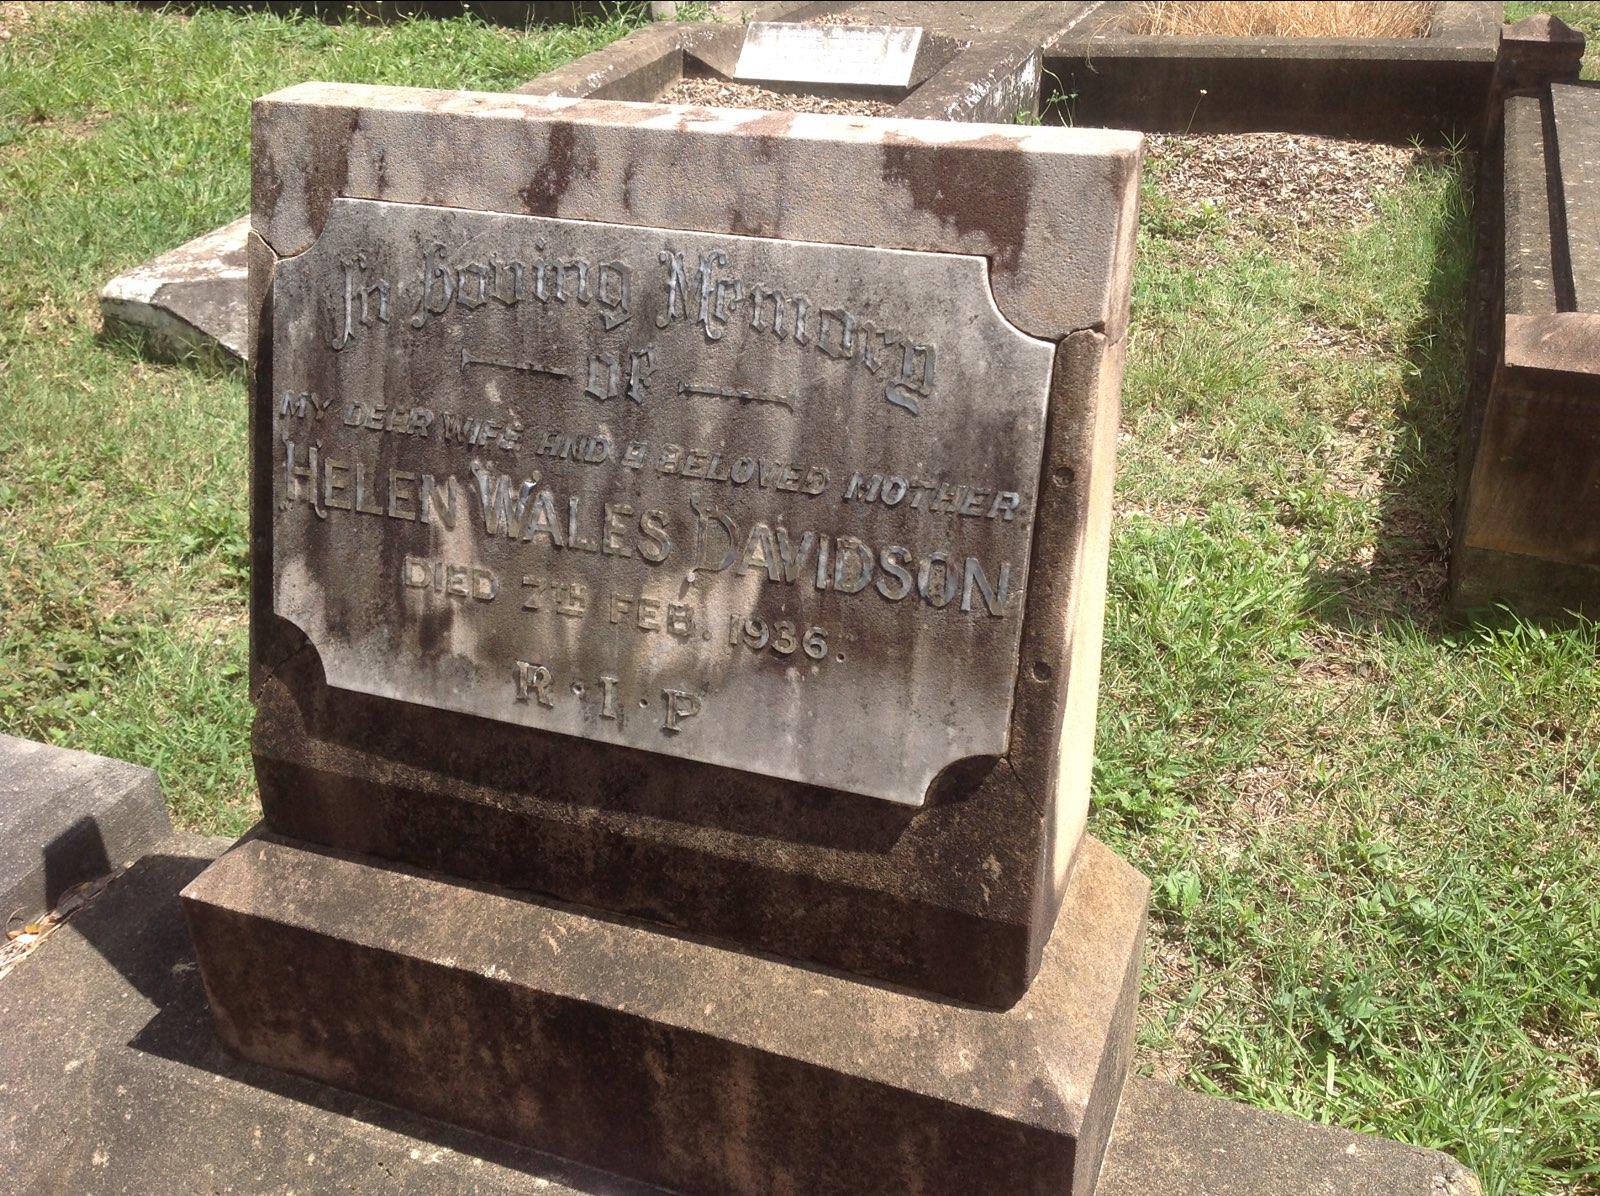 In Loving Memory
of
MY DEAR WIFE AND A BELOVED MOTHER
HELEN WALES DAVIDSON
DIED 7TH FEB. 1936.
R·I·P